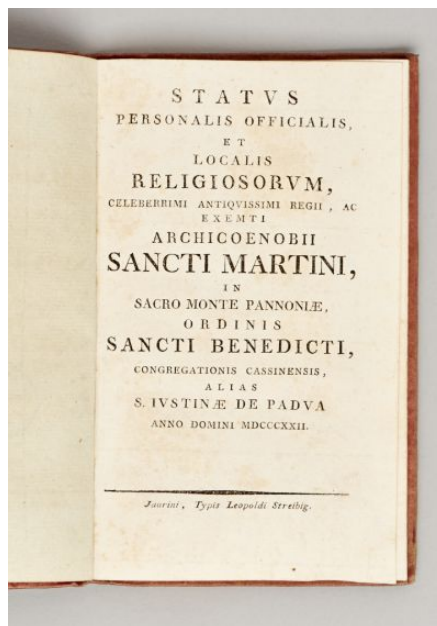 STATVS
PERSONALIS OFFICIALIS,
ET
LOCALIS
RELIGIOSORVM,
CELEBERRIMI ANTIQVISSIMI REGII, AC
EXEMTI
ARCHICOENOBII
SANCTI MARTINI,
IN
SACRO MONTE PANNONIÆ,
ORDINIS
SANCTI BENEDICTI,
CONGREGATIONIS CASSINENSIS,
ALIAS
S. IVSTINÆ DE PADVA
ANNO DOMINI MDCCCXXII.
Jaurini, Typis Leopoldi Streibig.